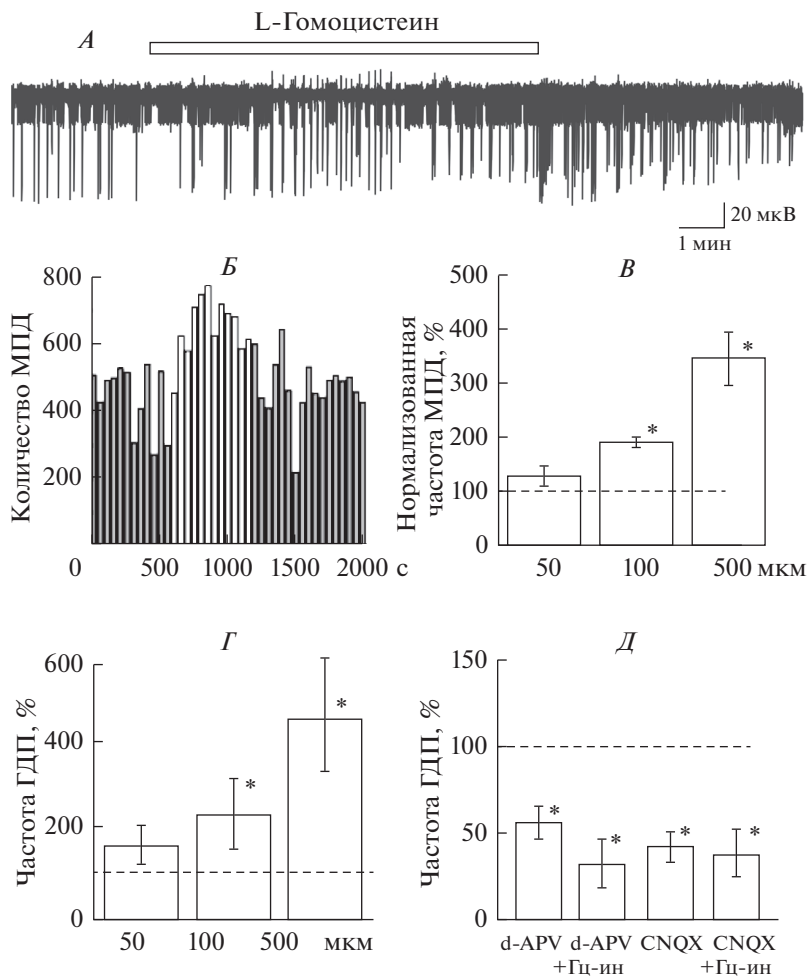 L-Гомоцистеин
А
20 мкВ
1 мин
Б
Количество МПД
800
600
400
200
0 500 1000 1500 2000 с
В
Нормализованная
частота МПД, %
500
400
300
200
100
0
50 100 500 мкм
*
*
Г
Частота ГДП, %
600
400
200
0
50 100 500 мкм
*
*
Д
Частота ГДП, %
150
100
50
0
* * * *
d-APV d-APV CNQX CNQX
+Гц-ин +Гц-ин